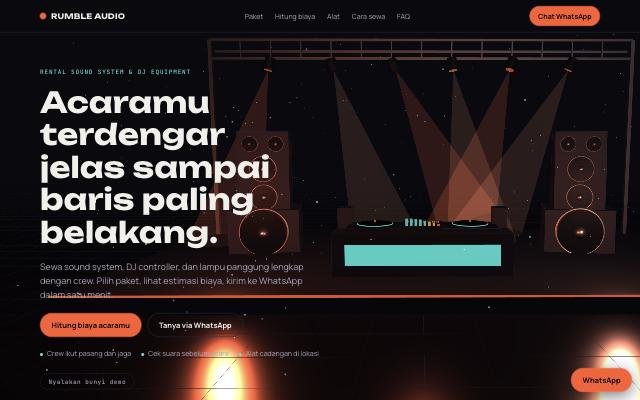 RUMBLE AUDIO
Paket Hitung biaya Alat Cara sewa FAQ
Chat WhatsApp
RENTAL SOUND SYSTEM & DJ EQUIPMENT
Acaramu
terdengar
jelas sampai
baris paling
belakang.
Sewa sound system, DJ controller, dan lampu panggung lengkap
dengan crew. Pilih paket, lihat estimasi biaya, kirim ke WhatsApp
dalam satu menit.
Hitung biaya acaramu
Tanya via WhatsApp
Crew ikut pasang dan jaga
Cek suara sebelum
Alat cadangan di lokasi
Nyalakan bunyi demo
WhatsApp